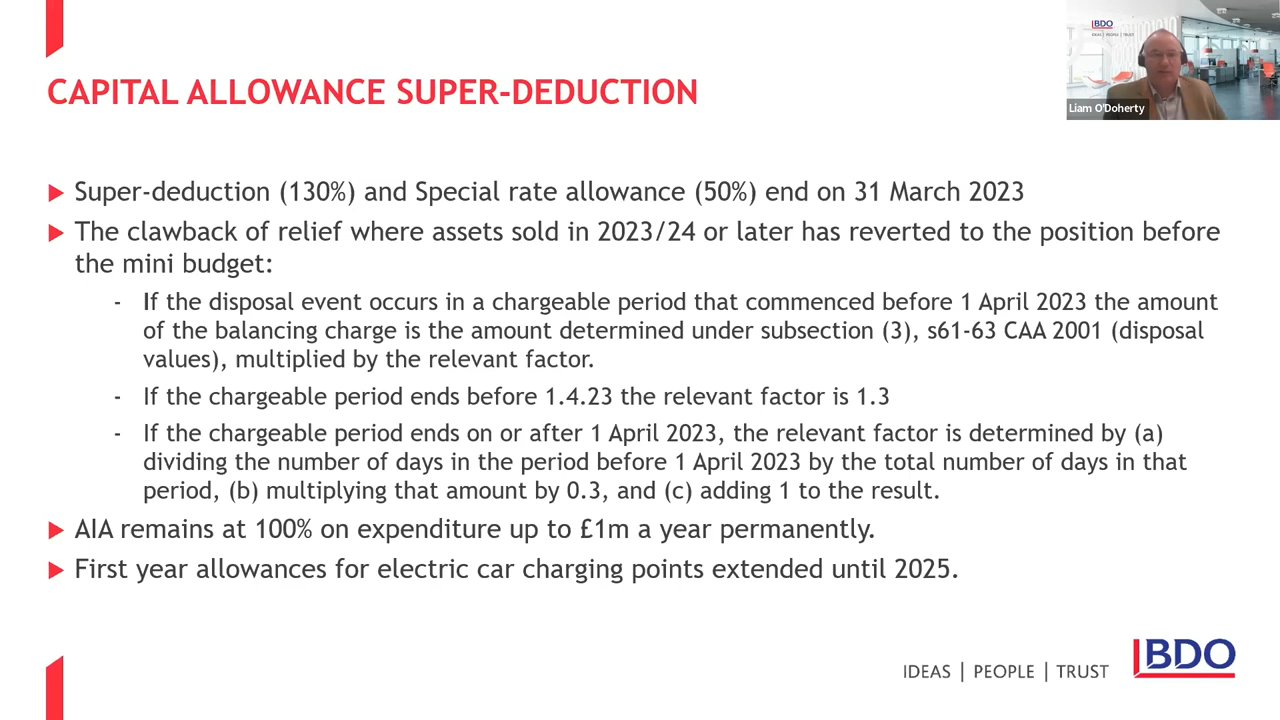 CAPITAL ALLOWANCE SUPER-DEDUCTION
BDO
IDEAS | PEOPLE | TRUST
Liam O'Doherty
Super-deduction (130%) and Special rate allowance (50%) end on 31 March 2023
The clawback of relief where assets sold in 2023/24 or later has reverted to the position before
the mini budget:
- If the disposal event occurs in a chargeable period that commenced before 1 April 2023 the amount
of the balancing charge is the amount determined under subsection (3), s61-63 CAA 2001 (disposal
values), multiplied by the relevant factor.
- If the chargeable period ends before 1.4.23 the relevant factor is 1.3
- If the chargeable period ends on or after 1 April 2023, the relevant factor is determined by (a)
dividing the number of days in the period before 1 April 2023 by the total number of days in that
period, (b) multiplying that amount by 0.3, and (c) adding 1 to the result.
AIA remains at 100% on expenditure up to £1m a year permanently.
First year allowances for electric car charging points extended until 2025.
IDEAS | PEOPLE | TRUST
BDO